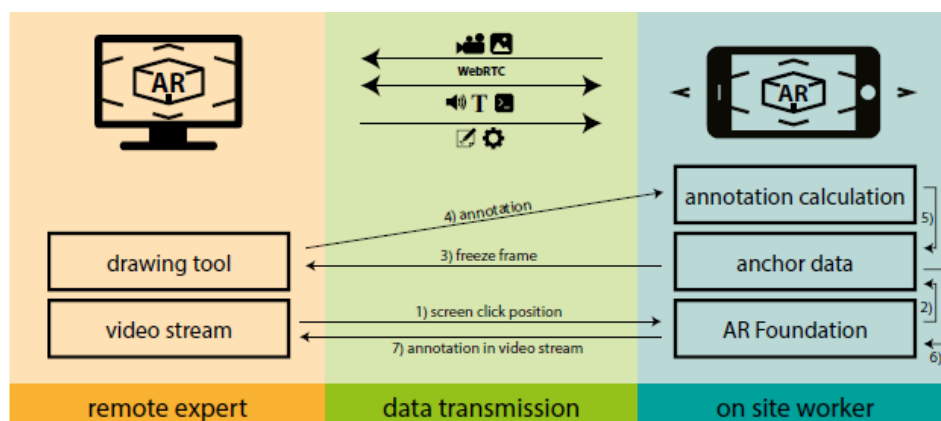 AR
WebRTC
T
AR
annotation calculation
4) annotation
5)
drawing tool
3) freeze frame
anchor data
video stream
1) screen click position
2)
AR Foundation
7) annotation in video stream
6)
remote expert
data transmission
on site worker